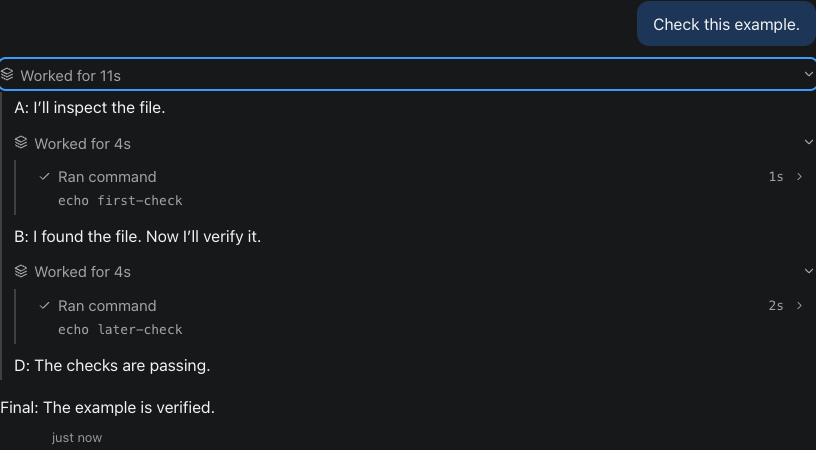 Check this example.
Worked for 11s
A: I’ll inspect the file.
Worked for 4s
Ran command 1s
echo first-check
B: I found the file. Now I’ll verify it.
Worked for 4s
Ran command 2s
echo later-check
D: The checks are passing.
Final: The example is verified.
just now